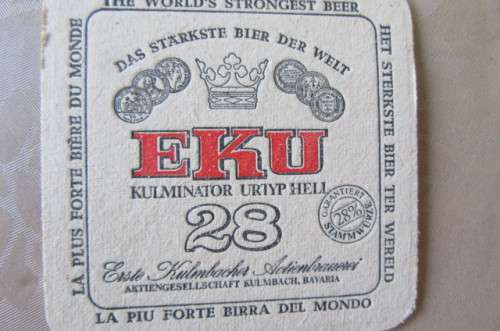 THE WORLD'S STRONGEST BEER
LA PLUS FORTE BIÈRE DU MONDE
HET STERKSTE BIER TER WERELD
DAS STÄRKSTE BIER DER WELT
EKU
KULMINATOR URTYP HELL
28
GARANTIERT
28%
STAMMWÜRZE
Erste Kulmbacher Actienbrauerei
AKTIENGESELLSCHAFT KULMBACH, BAVARIA
LA PIU FORTE BIRRA DEL MONDO